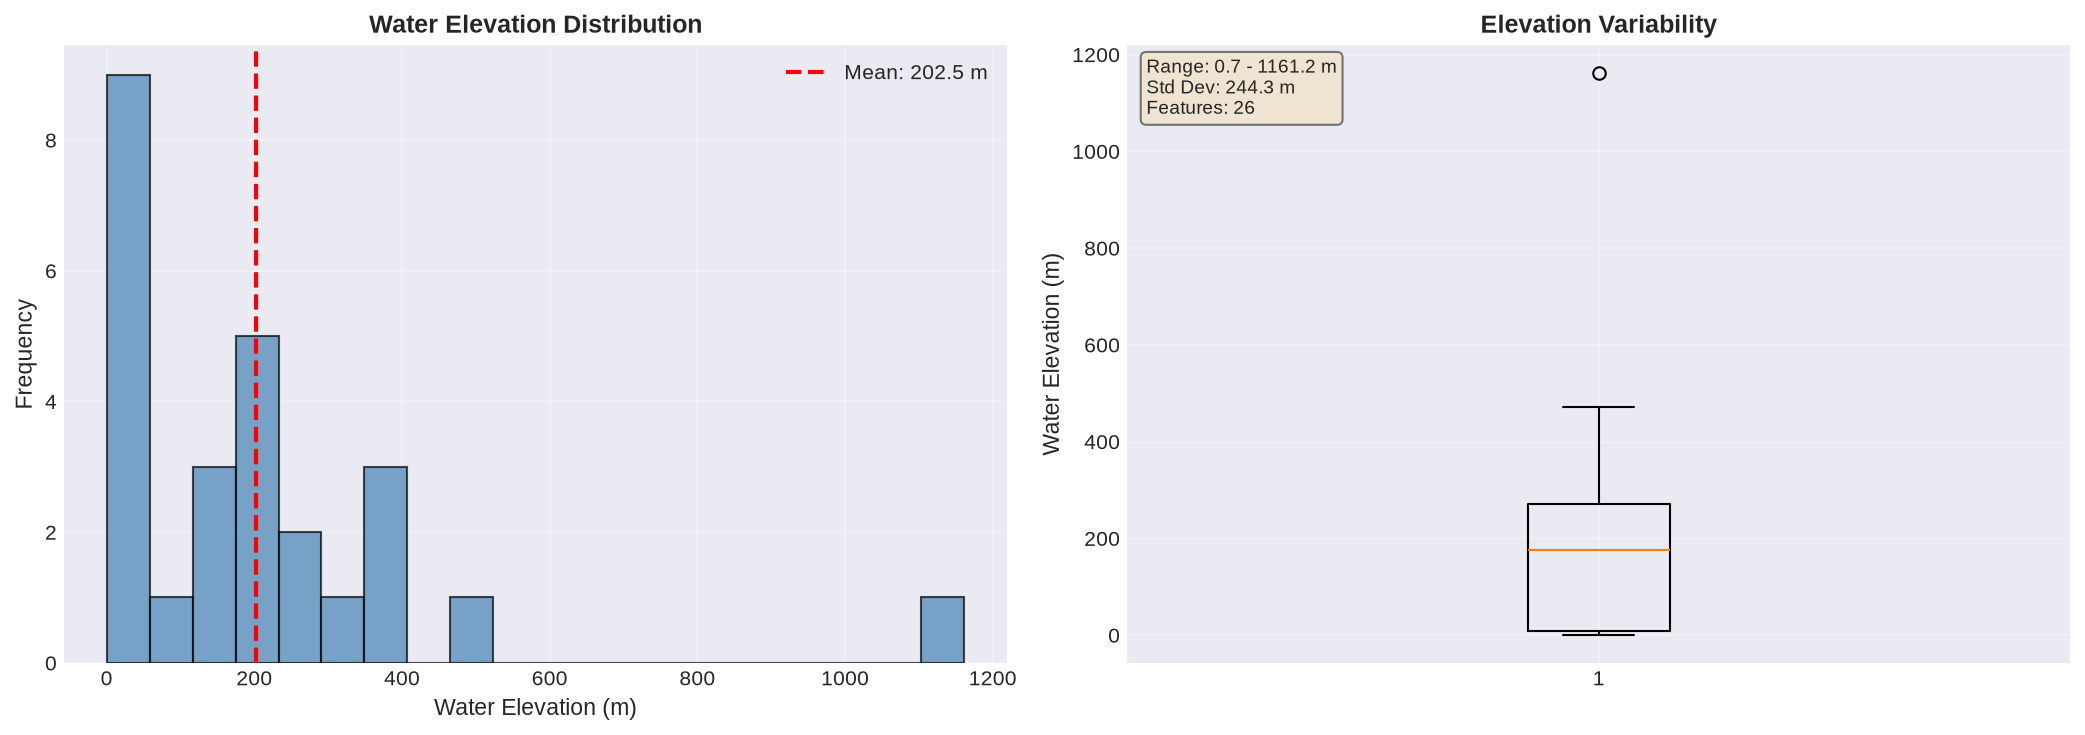 Water Elevation Distribution
Mean: 202.5 m
Frequency
8
6
4
2
0
0 200 400 600 800 1000 1200
Water Elevation (m)
Elevation Variability
Range: 0.7 - 1161.2 m
Std Dev: 244.3 m
Features: 26
Water Elevation (m)
1200
1000
800
600
400
200
0
1